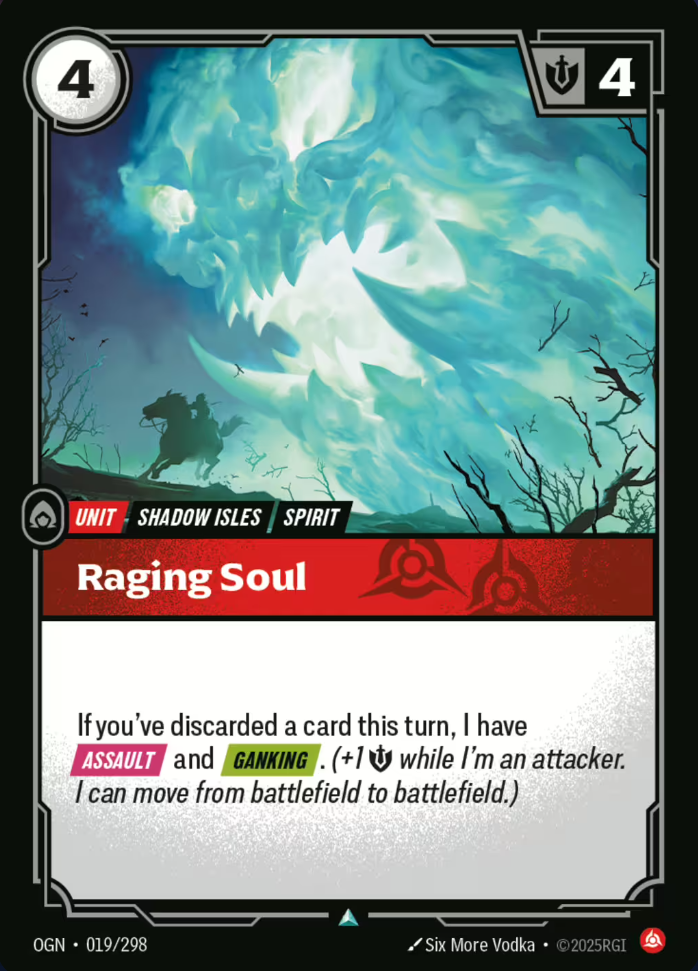 4
4
UNIT
SHADOW ISLES
SPIRIT
Raging Soul
If you've discarded a card this turn, I have
ASSAULT and GANKING. (+1 while I'm an attacker.
I can move from battlefield to battlefield.)
OGN • 019/298
Six More Vodka • ©2025RGI